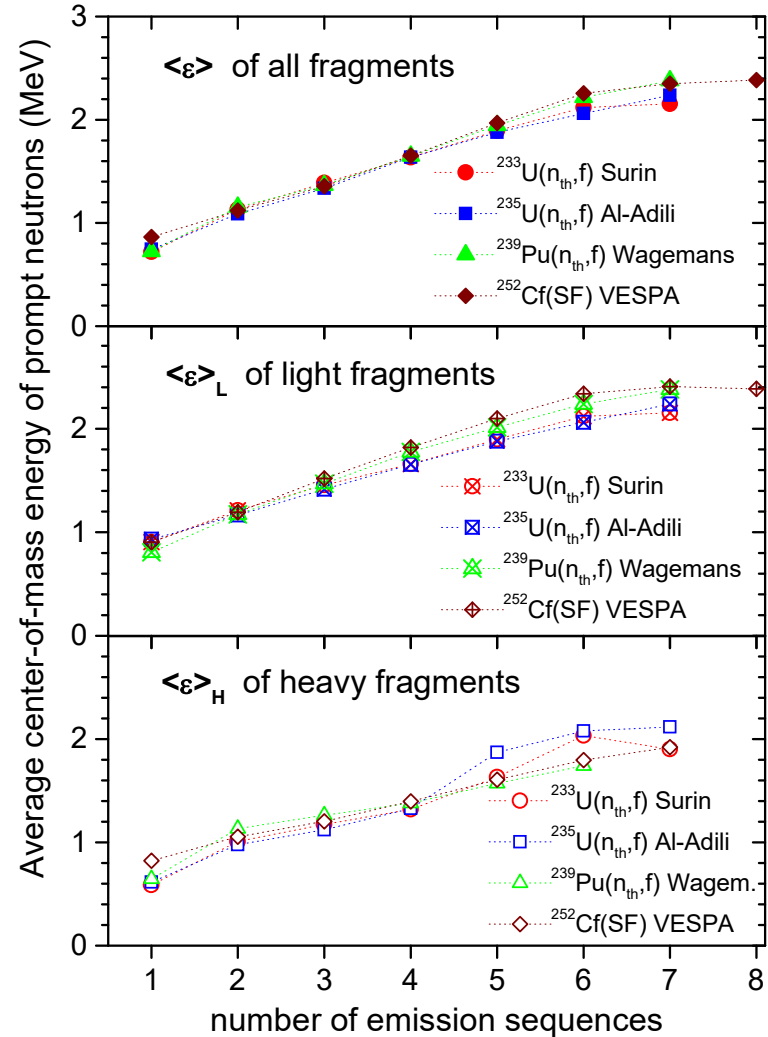 Average center-of-mass energy of prompt neutrons (MeV)
3
<ε> of all fragments
2
²³³U(nₜₕ,f) Surin
²³⁵U(nₜₕ,f) Al-Adili
1
²³⁹Pu(nₜₕ,f) Wagemans
²⁵²Cf(SF) VESPA
0
<ε>L of light fragments
2
²³³U(nₜₕ,f) Surin
1
²³⁵U(nₜₕ,f) Al-Adili
²³⁹Pu(nₜₕ,f) Wagemans
²⁵²Cf(SF) VESPA
0
<ε>H of heavy fragments
2
²³³U(nₜₕ,f) Surin
1
²³⁵U(nₜₕ,f) Al-Adili
²³⁹Pu(nₜₕ,f) Wagem.
²⁵²Cf(SF) VESPA
0
1 2 3 4 5 6 7 8
number of emission sequences